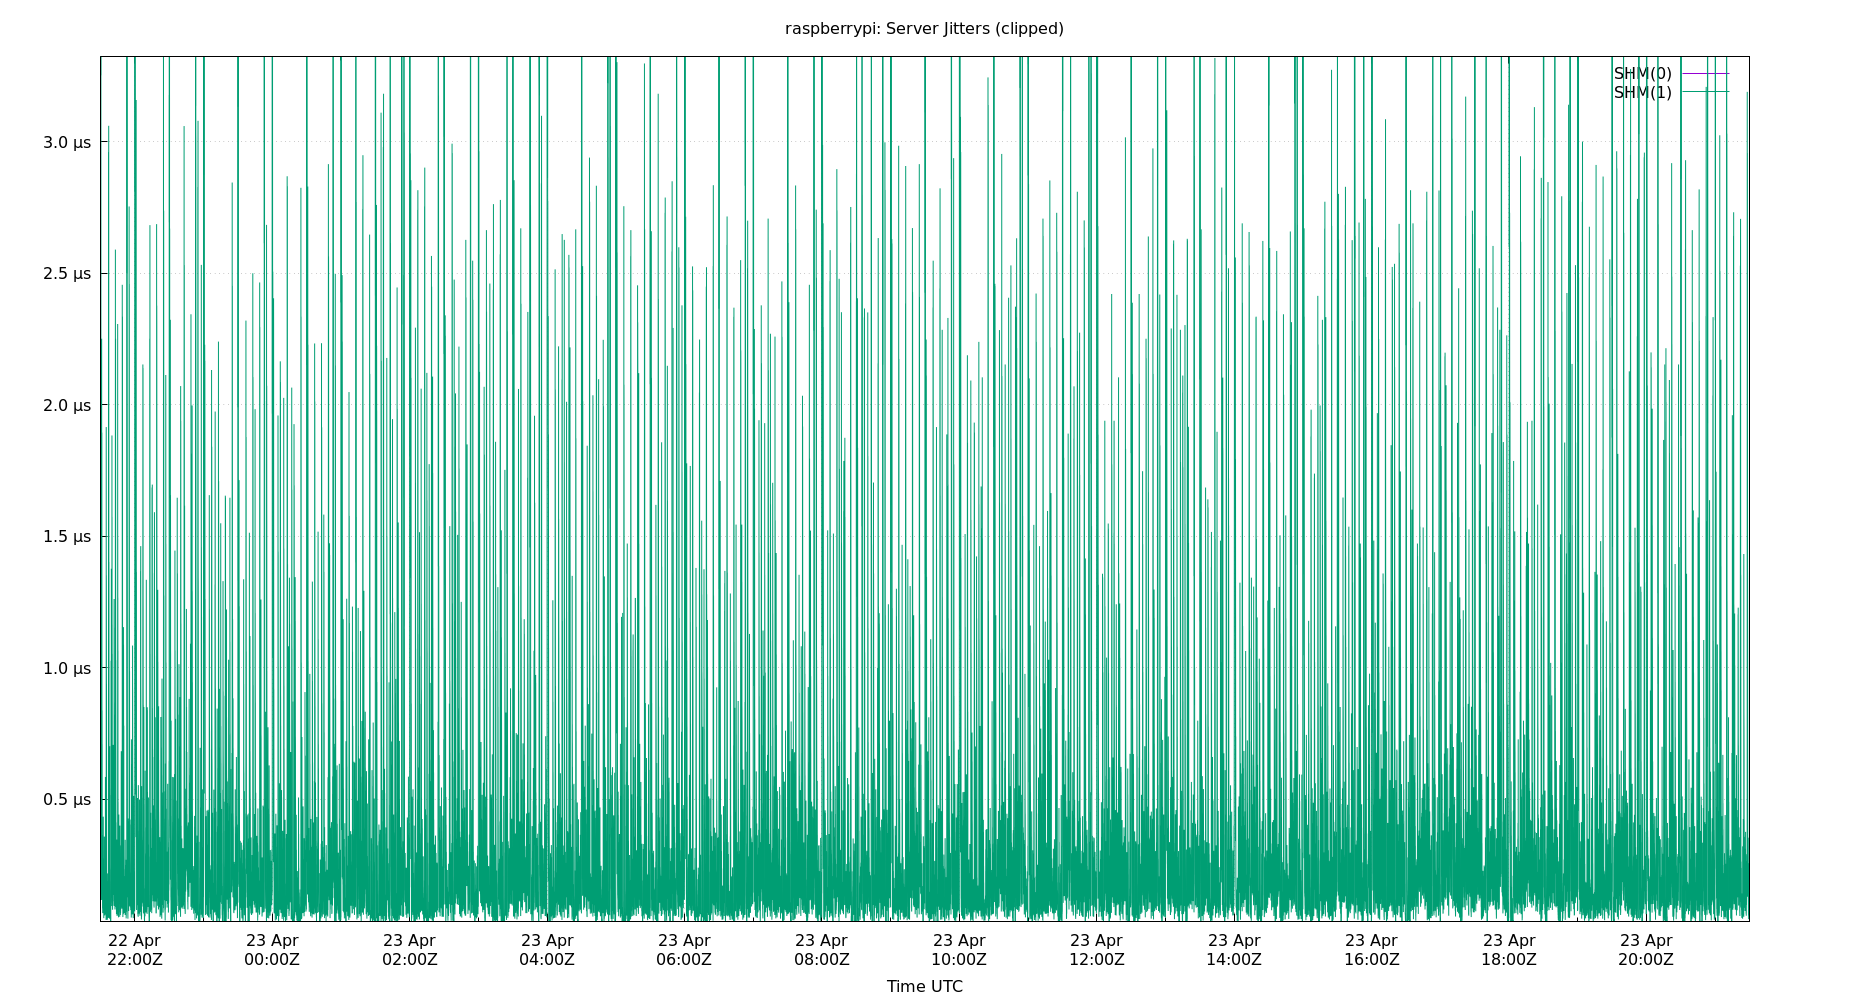 raspberrypi: Server Jitters (clipped)
SHM(0)
SHM(1)
3.0 µs
2.5 µs
2.0 µs
1.5 µs
1.0 µs
0.5 µs
22 Apr 23 Apr 23 Apr 23 Apr 23 Apr 23 Apr 23 Apr 23 Apr 23 Apr 23 Apr 23 Apr 23 Apr
22:00Z 00:00Z 02:00Z 04:00Z 06:00Z 08:00Z 10:00Z 12:00Z 14:00Z 16:00Z 18:00Z 20:00Z
Time UTC